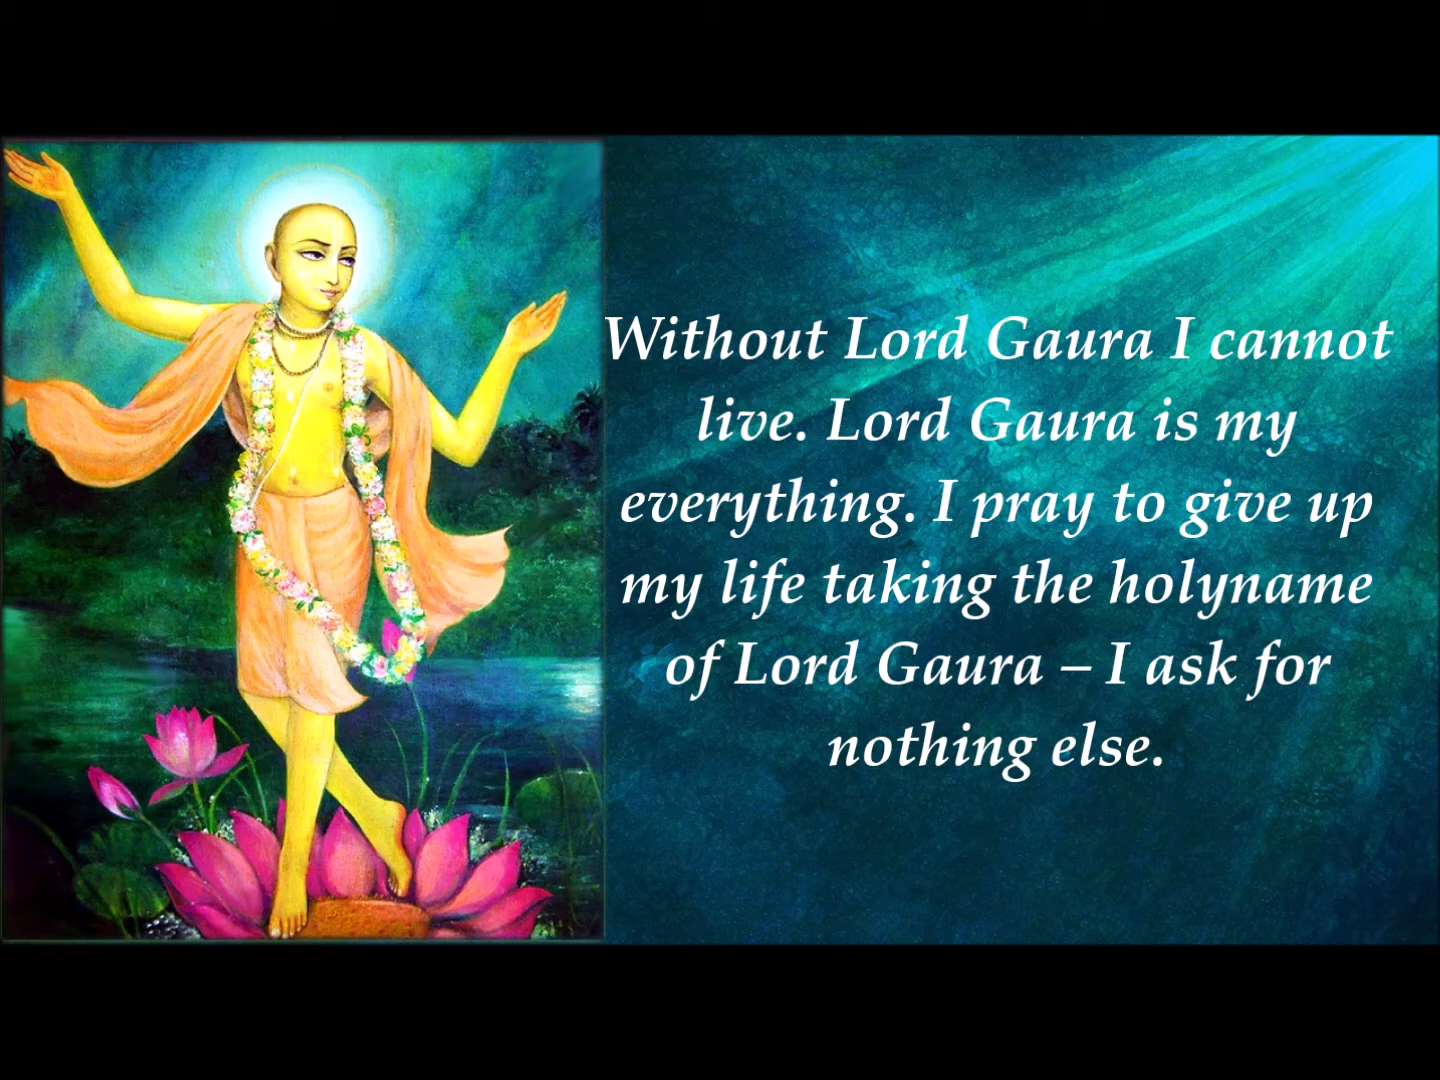 Without Lord Gaura I cannot
live. Lord Gaura is my
everything. I pray to give up
my life taking the holyname
of Lord Gaura – I ask for
nothing else.